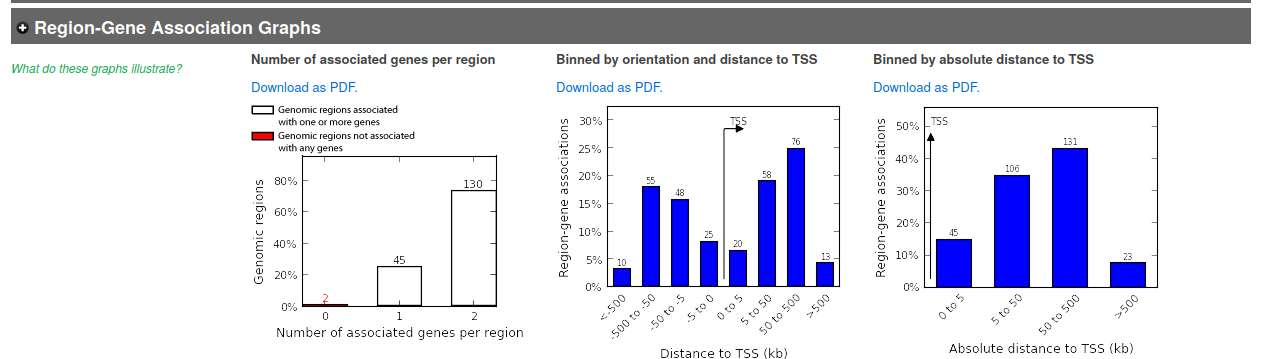 Region-Gene Association Graphs
What do these graphs illustrate?
Number of associated genes per region
Download as PDF.
Genomic regions associated
with one or more genes
Genomic regions not associated
with any genes
Genomic regions
80%
60%
40%
20%
0%
2
45
130
0
1
2
Number of associated genes per region
Binned by orientation and distance to TSS
Download as PDF.
Region-gene associations
30%
25%
20%
15%
10%
5%
0%
TSS
10
55
48
25
20
58
76
13
<-500
-500 to -50
-50 to -5
-5 to 0
0 to 5
5 to 50
50 to 500
>500
Distance to TSS (kb)
Binned by absolute distance to TSS
Download as PDF.
Region-gene associations
50%
40%
30%
20%
10%
0%
TSS
45
106
131
23
0 to 5
5 to 50
50 to 500
>500
Absolute distance to TSS (kb)